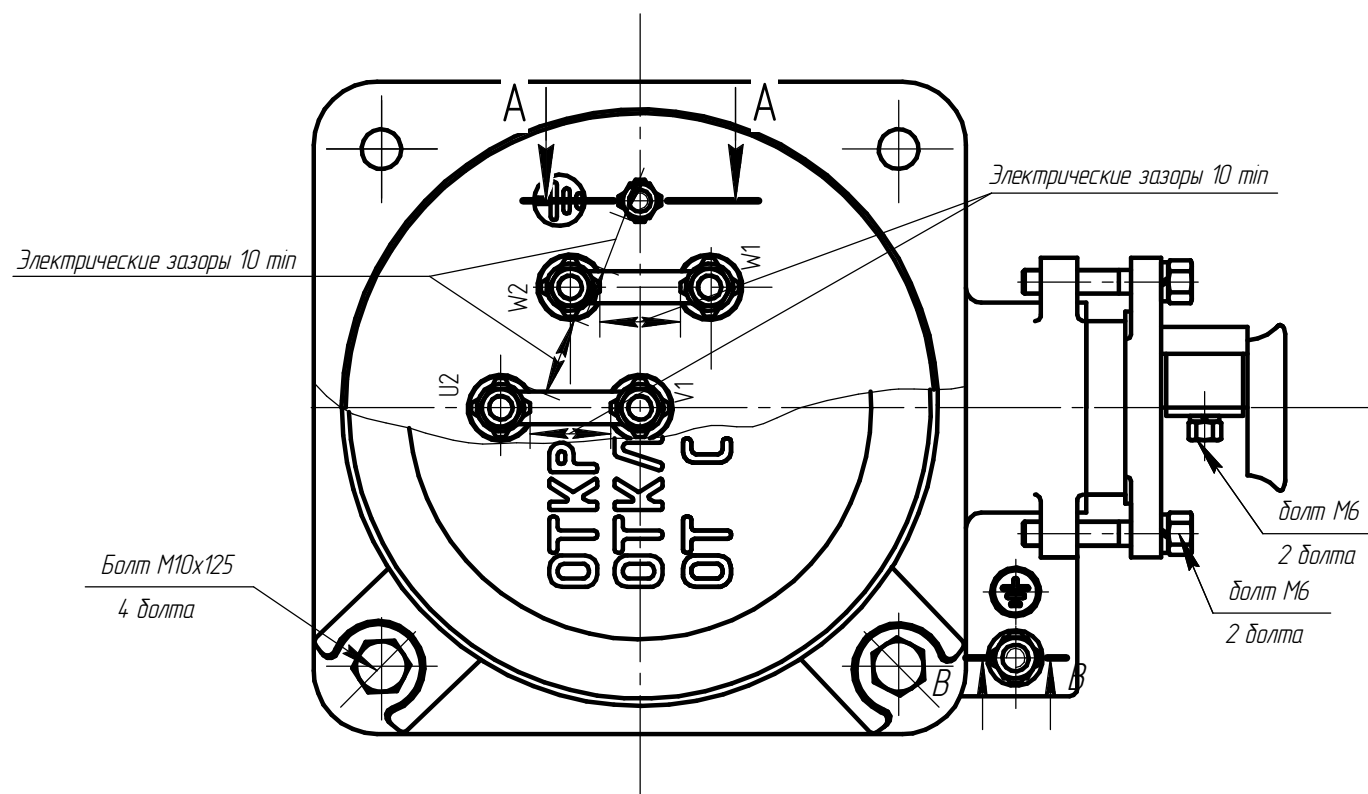 А
А
Электрические зазоры 10 min
Электрические зазоры 10 min
W1
W2
U2
V1
ОТКР
ОТКЛ
ОТ С
болт М6
2 болта
болт М6
2 болта
Болт М10х125
4 болта
В
В